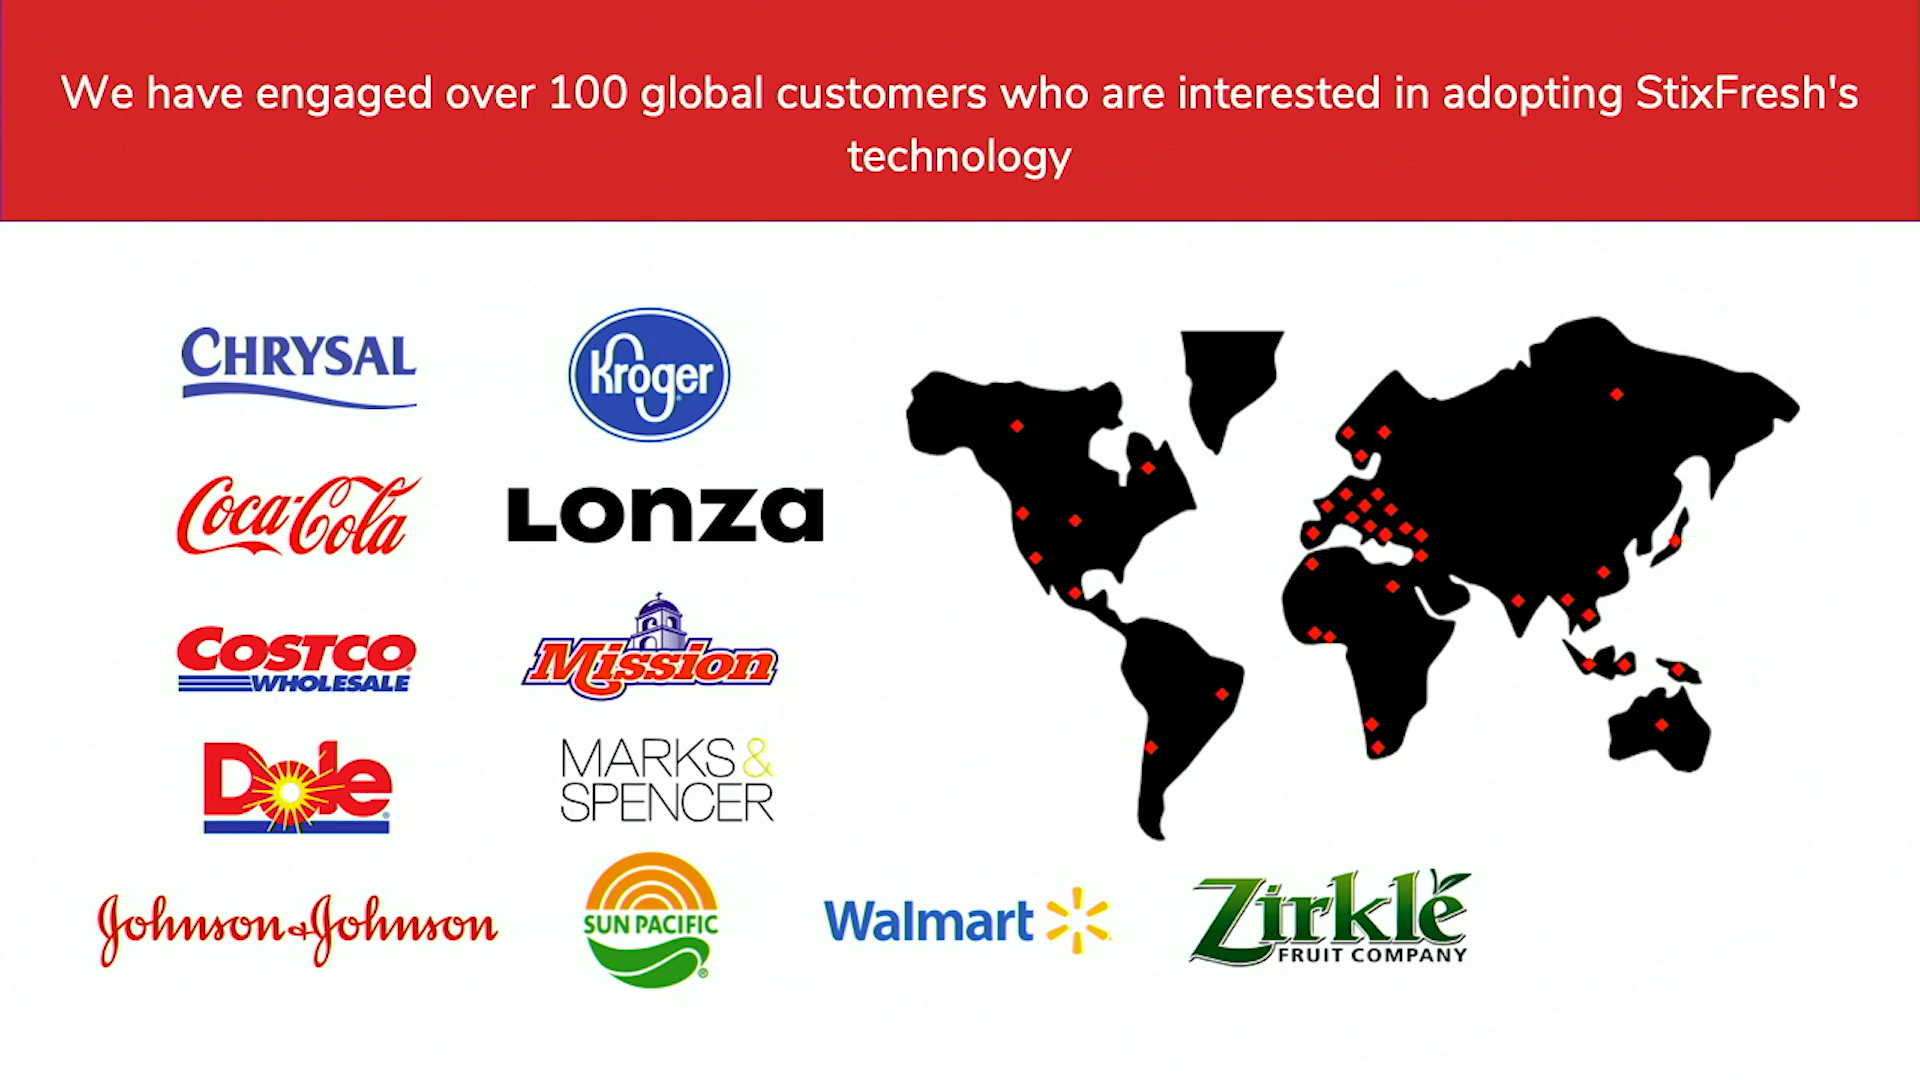 We have engaged over 100 global customers who are interested in adopting StixFresh's
technology
CHRYSAL
Kroger
Coca-Cola
Lonza
COSTCO
WHOLESALE
Mission
Dole
MARKS &
SPENCER
Johnson & Johnson
SUN PACIFIC
Walmart
Zirkle
FRUIT COMPANY